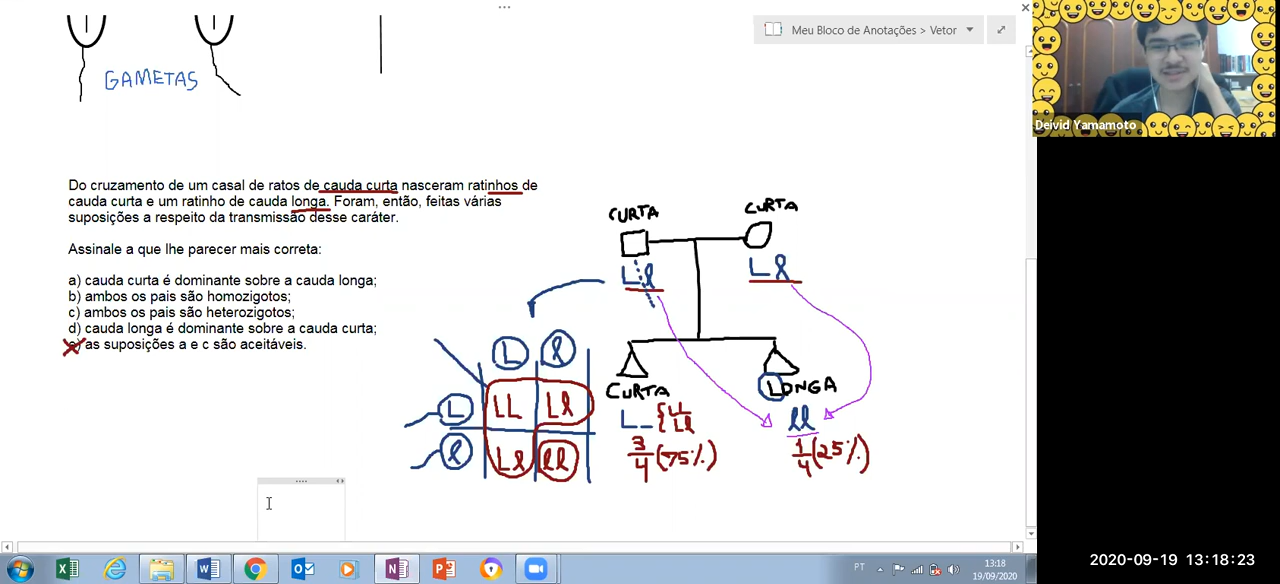 Meu Bloco de Anotações > Vetor
Deivid Yamamoto
GAMETAS
Do cruzamento de um casal de ratos de cauda curta nasceram ratinhos de
cauda curta e um ratinho de cauda longa. Foram, então, feitas várias
suposições a respeito da transmissão desse caráter.
Assinale a que lhe parecer mais correta:
a) cauda curta é dominante sobre a cauda longa;
b) ambos os pais são homozigotos;
c) ambos os pais são heterozigotos;
d) cauda longa é dominante sobre a cauda curta;
e) as suposições a e c são aceitáveis.
CURTA CURTA
Ll Ll
L l
CURTA LONGA
L LL Ll L_ { LL Ll ll
l Ll ll 3/4 (75%) 1/4 (25%)
PT 13:18
19/09/2020
2020-09-19 13:18:23